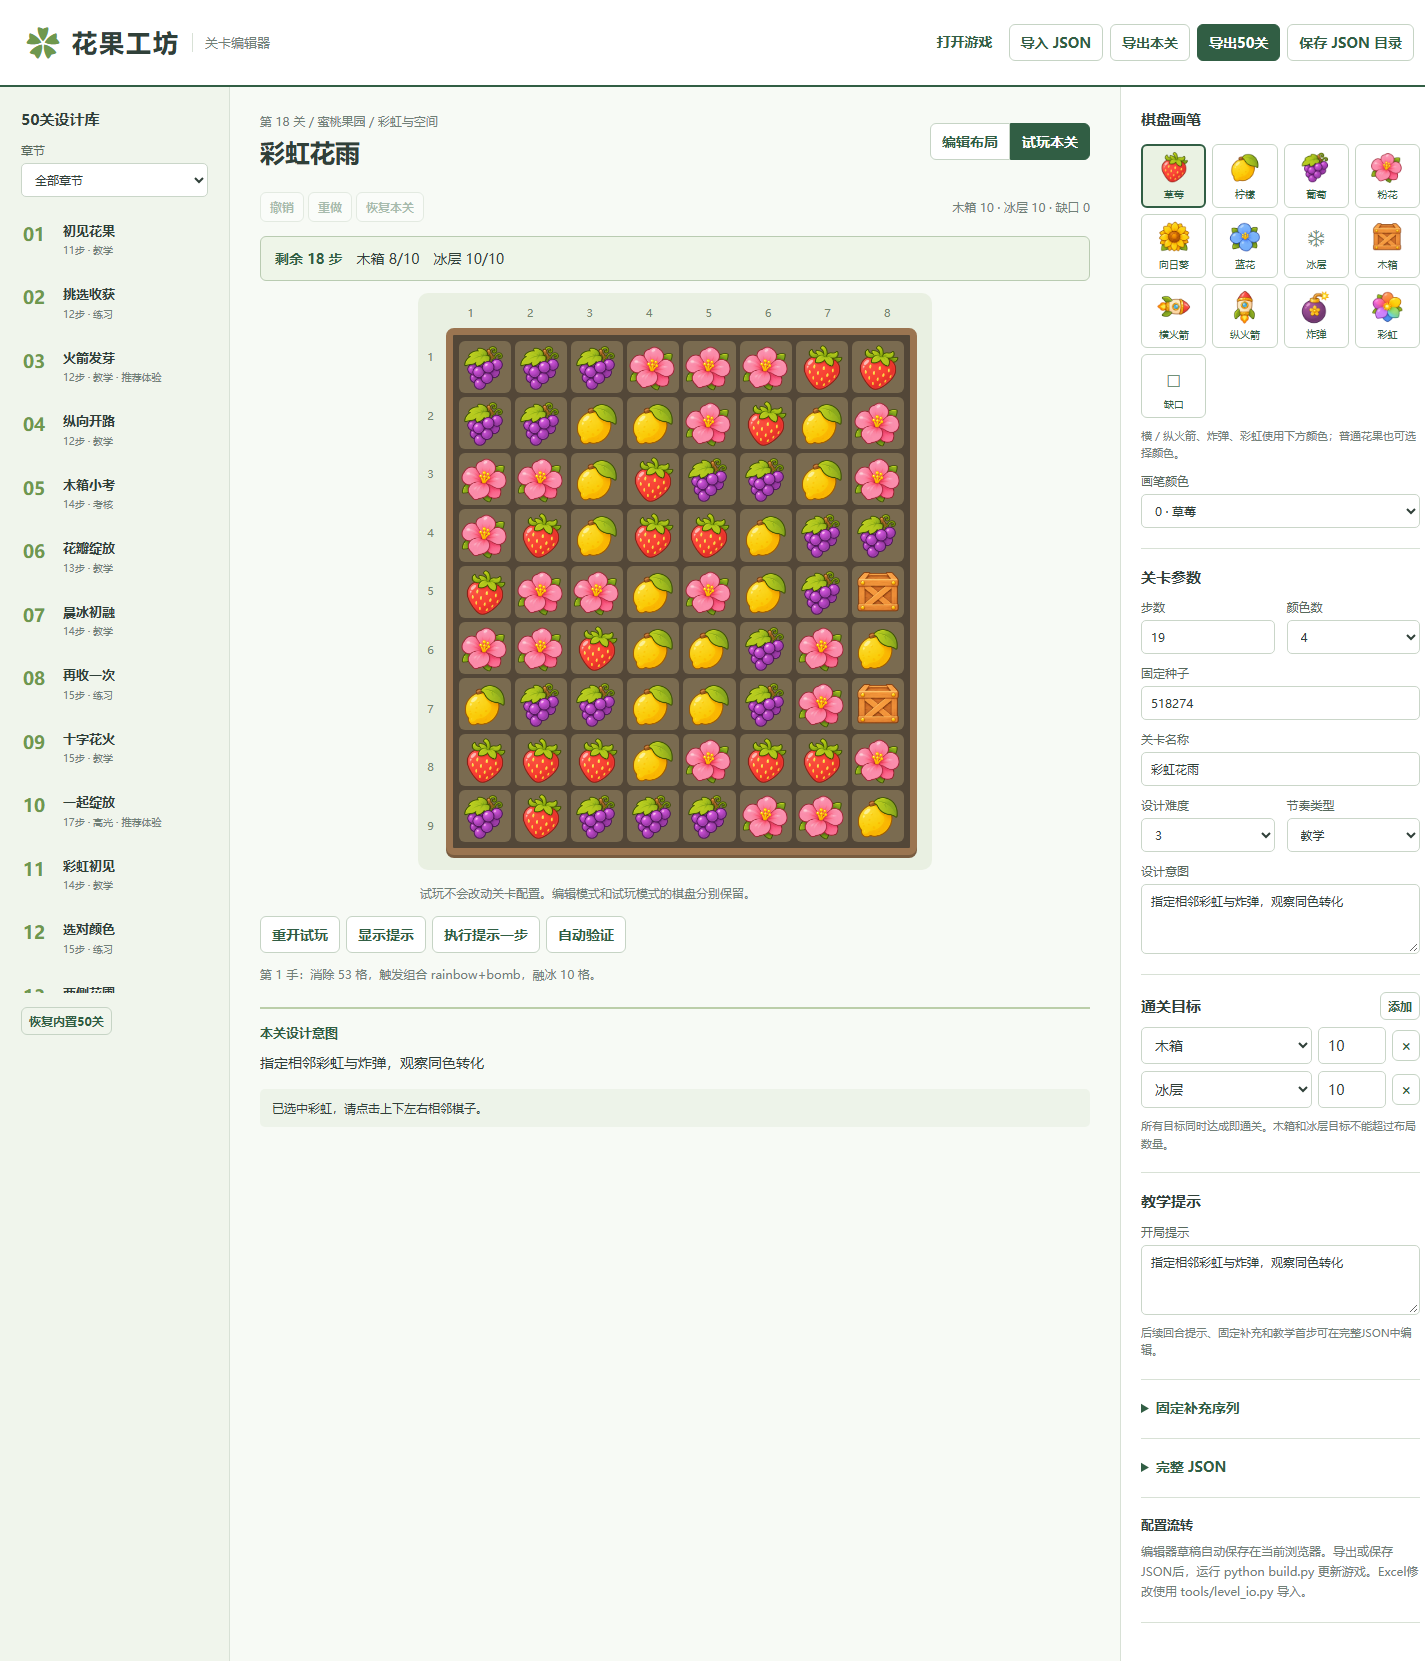 花果工坊
关卡编辑器
打开游戏
导入 JSON
导出本关
导出50关
保存 JSON 目录
50关设计库
章节
全部章节
01 初见花果
11步 · 教学
02 挑选收获
12步 · 练习
03 火箭发芽
12步 · 教学 · 推荐体验
04 纵向开路
12步 · 教学
05 木箱小考
14步 · 考核
06 花瓣绽放
13步 · 教学
07 晨冰初融
14步 · 教学
08 再收一次
15步 · 练习
09 十字花火
15步 · 教学
10 一起绽放
17步 · 高光 · 推荐体验
11 彩虹初见
14步 · 教学
12 选对颜色
15步 · 练习
恢复内置50关
第 18 关 / 蜜桃果园 / 彩虹与空间
彩虹花雨
编辑布局
试玩本关
撤销
重做
恢复本关
木箱 10 · 冰层 10 · 缺口 0
剩余 18 步 木箱 8/10 冰层 10/10
1 2 3 4 5 6 7 8
1
2
3
4
5
6
7
8
9
试玩不会改动关卡配置。编辑模式和试玩模式的棋盘分别保留。
重开试玩
显示提示
执行提示一步
自动验证
第 1 手：消除 53 格，触发组合 rainbow+bomb，融冰 10 格。
本关设计意图
指定相邻彩虹与炸弹，观察同色转化
已选中彩虹，请点击上下左右相邻棋子。
棋盘画笔
草莓
柠檬
葡萄
粉花
向日葵
蓝花
冰层
木箱
横火箭
纵火箭
炸弹
彩虹
缺口
横 / 纵火箭、炸弹、彩虹使用下方颜色；普通花果也可选
择颜色。
画笔颜色
0 · 草莓
关卡参数
步数
颜色数
19
4
固定种子
518274
关卡名称
彩虹花雨
设计难度
节奏类型
3
教学
设计意图
指定相邻彩虹与炸弹，观察同色转化
通关目标
添加
木箱
10
×
冰层
10
×
所有目标同时达成即通关。木箱和冰层目标不能超过布局
数量。
教学提示
开局提示
指定相邻彩虹与炸弹，观察同色转化
后续回合提示、固定补充和教学首步可在完整JSON中编
辑。
固定补充序列
完整 JSON
配置流转
编辑器草稿自动保存在当前浏览器。导出或保存
JSON后，运行 python build.py 更新游戏。Excel修
改使用 tools/level_io.py 导入。